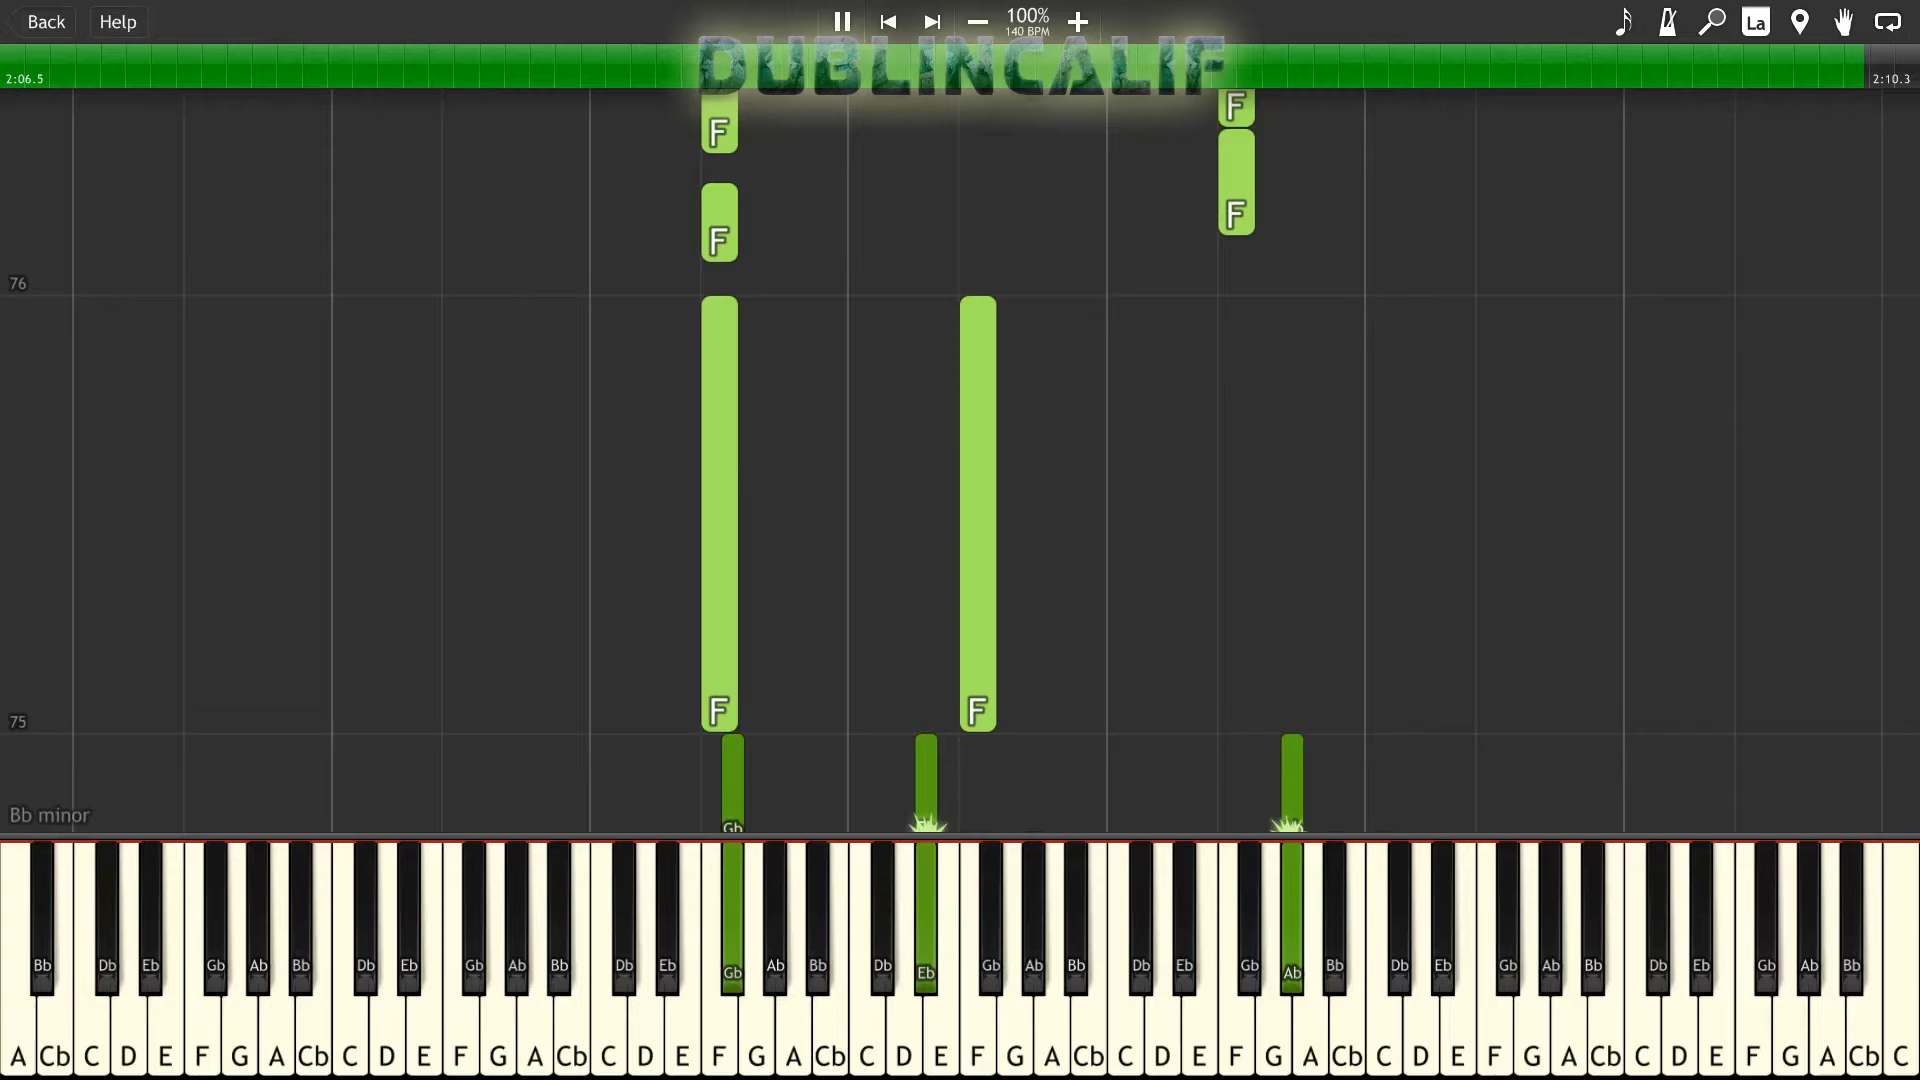 Back Help 100% La
140 BPM
DUBLINCALIF
2:06.5 2:10.3
F F
F F
76
F F
75
Bb minor
Gb
Bb Db Eb Gb Ab Bb Db Eb Gb Ab Bb Db Eb Gb Ab Bb Db Eb Gb Ab Bb Db Eb Gb Ab Bb Db Eb Gb Ab Bb Db Eb Gb Ab Bb
A Cb C D E F G A Cb C D E F G A Cb C D E F G A Cb C D E F G A Cb C D E F G A Cb C D E F G A Cb C D E F G A Cb C